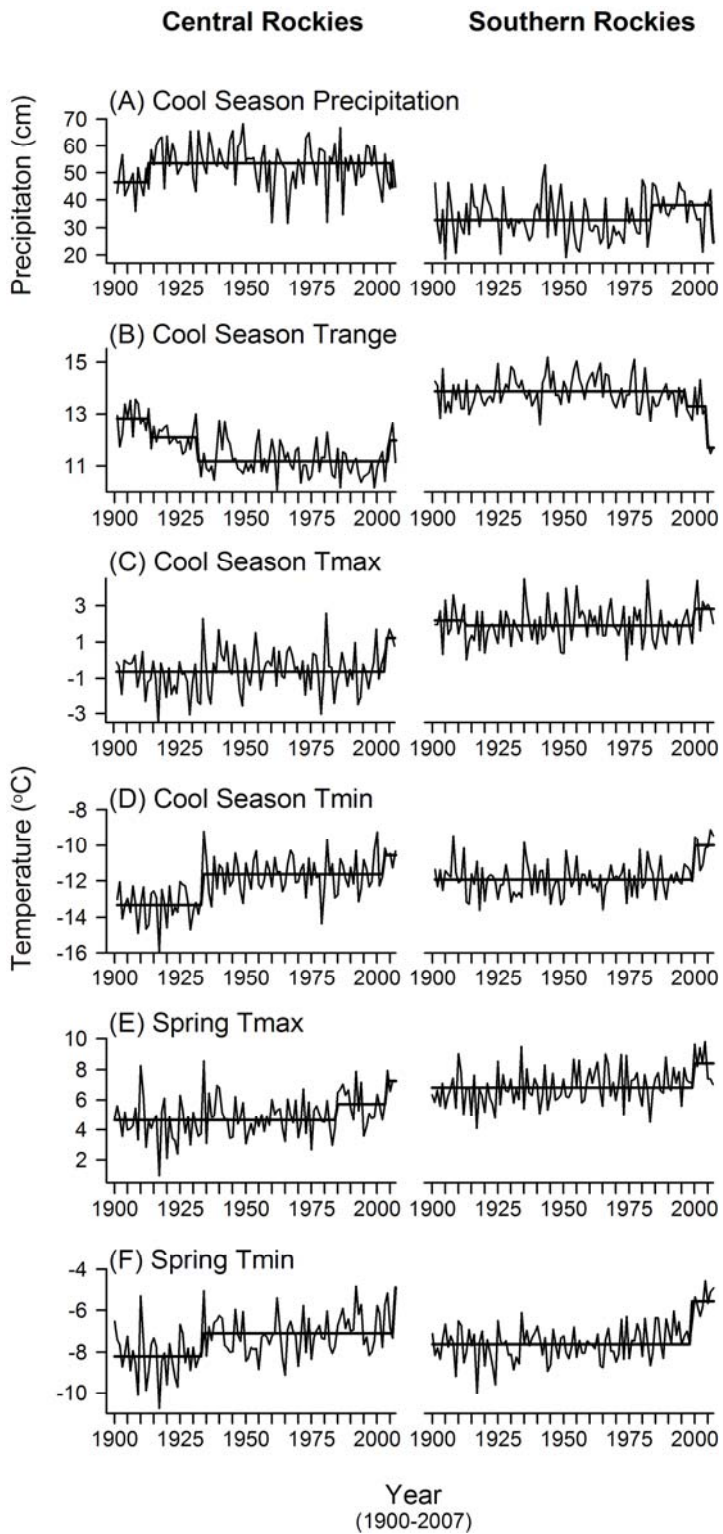 Central Rockies Southern Rockies
(A) Cool Season Precipitation
Precipitaton (cm)
70
60
50
40
30
20
1900 1925 1950 1975 2000 1900 1925 1950 1975 2000
(B) Cool Season Trange
15
13
11
1900 1925 1950 1975 2000 1900 1925 1950 1975 2000
(C) Cool Season Tmax
3
1
-1
-3
1900 1925 1950 1975 2000 1900 1925 1950 1975 2000
Temperature (ºC)
(D) Cool Season Tmin
-8
-10
-12
-14
-16
1900 1925 1950 1975 2000 1900 1925 1950 1975 2000
(E) Spring Tmax
10
8
6
4
2
1900 1925 1950 1975 2000 1900 1925 1950 1975 2000
(F) Spring Tmin
-4
-6
-8
-10
1900 1925 1950 1975 2000 1900 1925 1950 1975 2000
Year
(1900-2007)